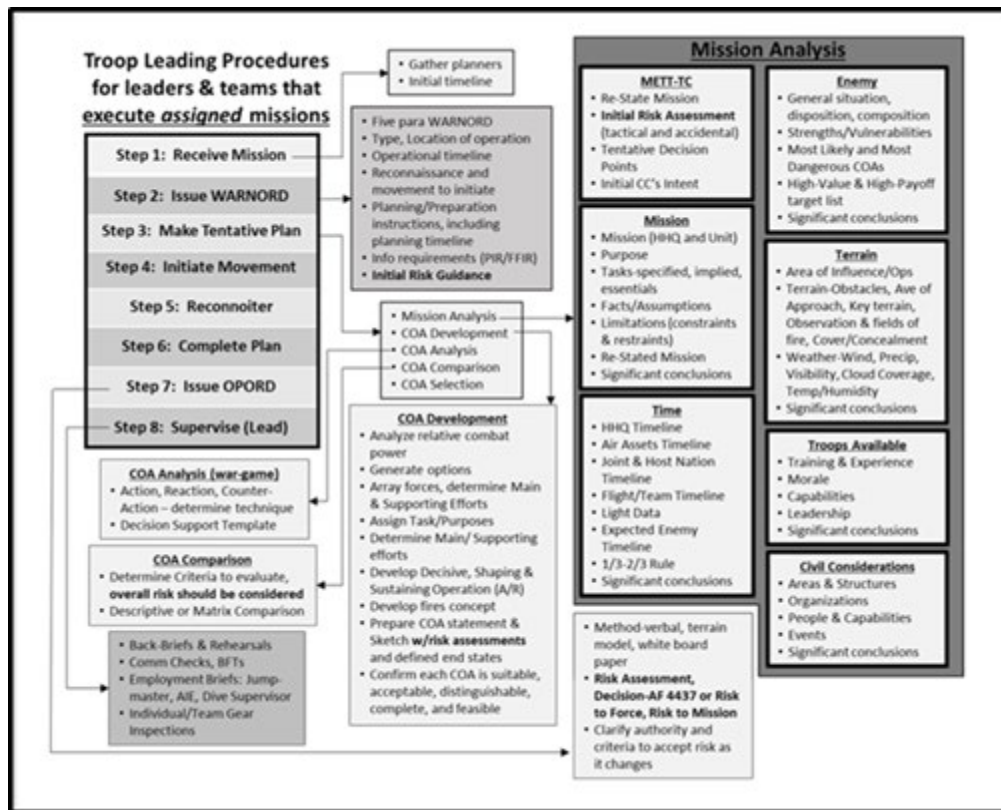 Troop Leading Procedures
for leaders & teams that
execute assigned missions
Step 1: Receive Mission
Step 2: Issue WARNORD
Step 3: Make Tentative Plan
Step 4: Initiate Movement
Step 5: Reconnoiter
Step 6: Complete Plan
Step 7: Issue OPORD
Step 8: Supervise (Lead)
• Gather planners
• Initial timeline
• Five para WARNORD
• Type, Location of operation
• Operational timeline
• Reconnaissance and
movement to initiate
• Planning/Preparation
instructions, including
planning timeline
• Info requirements (PIR/FFIR)
• Initial Risk Guidance
• Mission Analysis
• COA Development
• COA Analysis
• COA Comparison
• COA Selection
COA Analysis (war-game)
• Action, Reaction, Counter-
Action – determine technique
• Decision Support Template
COA Comparison
• Determine Criteria to evaluate,
overall risk should be
considered
• Descriptive or Matrix Comparison
• Back-Briefs & Rehearsals
• Comm Checks, BFTs
• Employment Briefs: Jump-
master, AIE, Dive Supervisor
• Individual/Team Gear
Inspections
COA Development
• Analyze relative combat
power
• Generate options
• Array forces, determine Main
& Supporting Efforts
• Assign Task/Purposes
• Determine Main/ Supporting
efforts
• Develop Decisive, Shaping &
Sustaining Operation (A/R)
• Develop fires concept
• Prepare COA statement &
Sketch w/risk assessments
and defined end states
• Confirm each COA is suitable,
acceptable, distinguishable,
complete, and feasible
Mission Analysis
METT-TC
• Re-State Mission
• Initial Risk Assessment
(tactical and accidental)
• Tentative Decision
Points
• Initial CC's Intent
Mission
• Mission (HHQ and Unit)
• Purpose
• Tasks-specified, implied,
essentials
• Facts/Assumptions
• Limitations (constraints
& restraints)
• Re-Stated Mission
• Significant conclusions
Time
• HHQ Timeline
• Air Assets Timeline
• Joint & Host Nation
Timeline
• Flight/Team Timeline
• Light Data
• Expected Enemy
Timeline
• 1/3-2/3 Rule
• Significant conclusions
Enemy
• General situation,
disposition, composition
• Strengths/Vulnerabilities
• Most Likely and Most
Dangerous COAs
• High-Value & High-Payoff
target list
• Significant conclusions
Terrain
• Area of Influence/Ops
• Terrain-Obstacles, Ave of
Approach, Key terrain,
Observation & fields of
fire, Cover/Concealment
• Weather-Wind, Precip,
Visibility, Cloud Coverage,
Temp/Humidity
• Significant conclusions
Troops Available
• Training & Experience
• Morale
• Capabilities
• Leadership
• Significant conclusions
Civil Considerations
• Areas & Structures
• Organizations
• People & Capabilities
• Events
• Significant conclusions
• Method-verbal, terrain
model, white board
paper
• Risk Assessment,
Decision-AF 4437 or Risk
to Force, Risk to Mission
• Clarify authority and
criteria to accept risk as
it changes